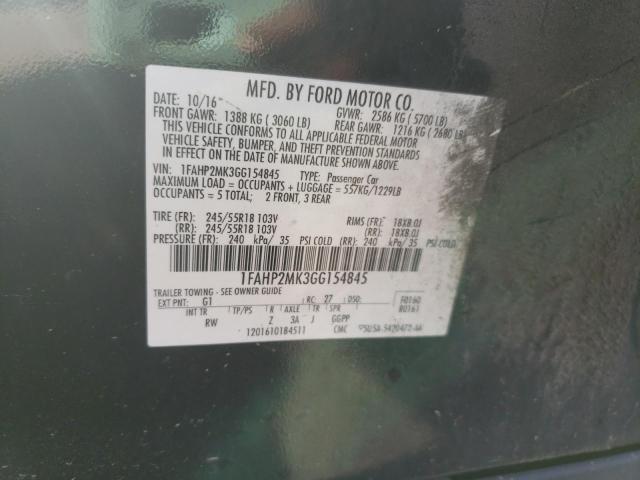 MFD. BY FORD MOTOR CO.
DATE: 10/16 GVWR: 2586 KG ( 5700 LB)
FRONT GAWR: 1388 KG ( 3060 LB) REAR GAWR: 1216 KG ( 2680 LB)
THIS VEHICLE CONFORMS TO ALL APPLICABLE FEDERAL MOTOR
VEHICLE SAFETY, BUMPER, AND THEFT PREVENTION STANDARDS
IN EFFECT ON THE DATE OF MANUFACTURE SHOWN ABOVE.
VIN: 1FAHP2MK3GG154845 TYPE: Passenger Car
MAXIMUM LOAD = OCCUPANTS + LUGGAGE = 557KG/1229LB
OCCUPANTS = 5 TOTAL; 2 FRONT, 3 REAR
TIRE (FR): 245/55R18 103V RIMS (FR): 18X8.0J
(RR): 245/55R18 103V (RR): 18X8.0J
PRESSURE (FR): 240 kPa/ 35 PSI COLD (RR): 240 kPa/ 35 PSI COLD
1FAHP2MK3GG154845
TRAILER TOWING - SEE OWNER GUIDE
EXT PNT: G1 RC: 27 DSO: F0160
INT TR TP/PS R AXLE TR SPR R0161
RW Z 3A J GGPP
1201610184511 CMC